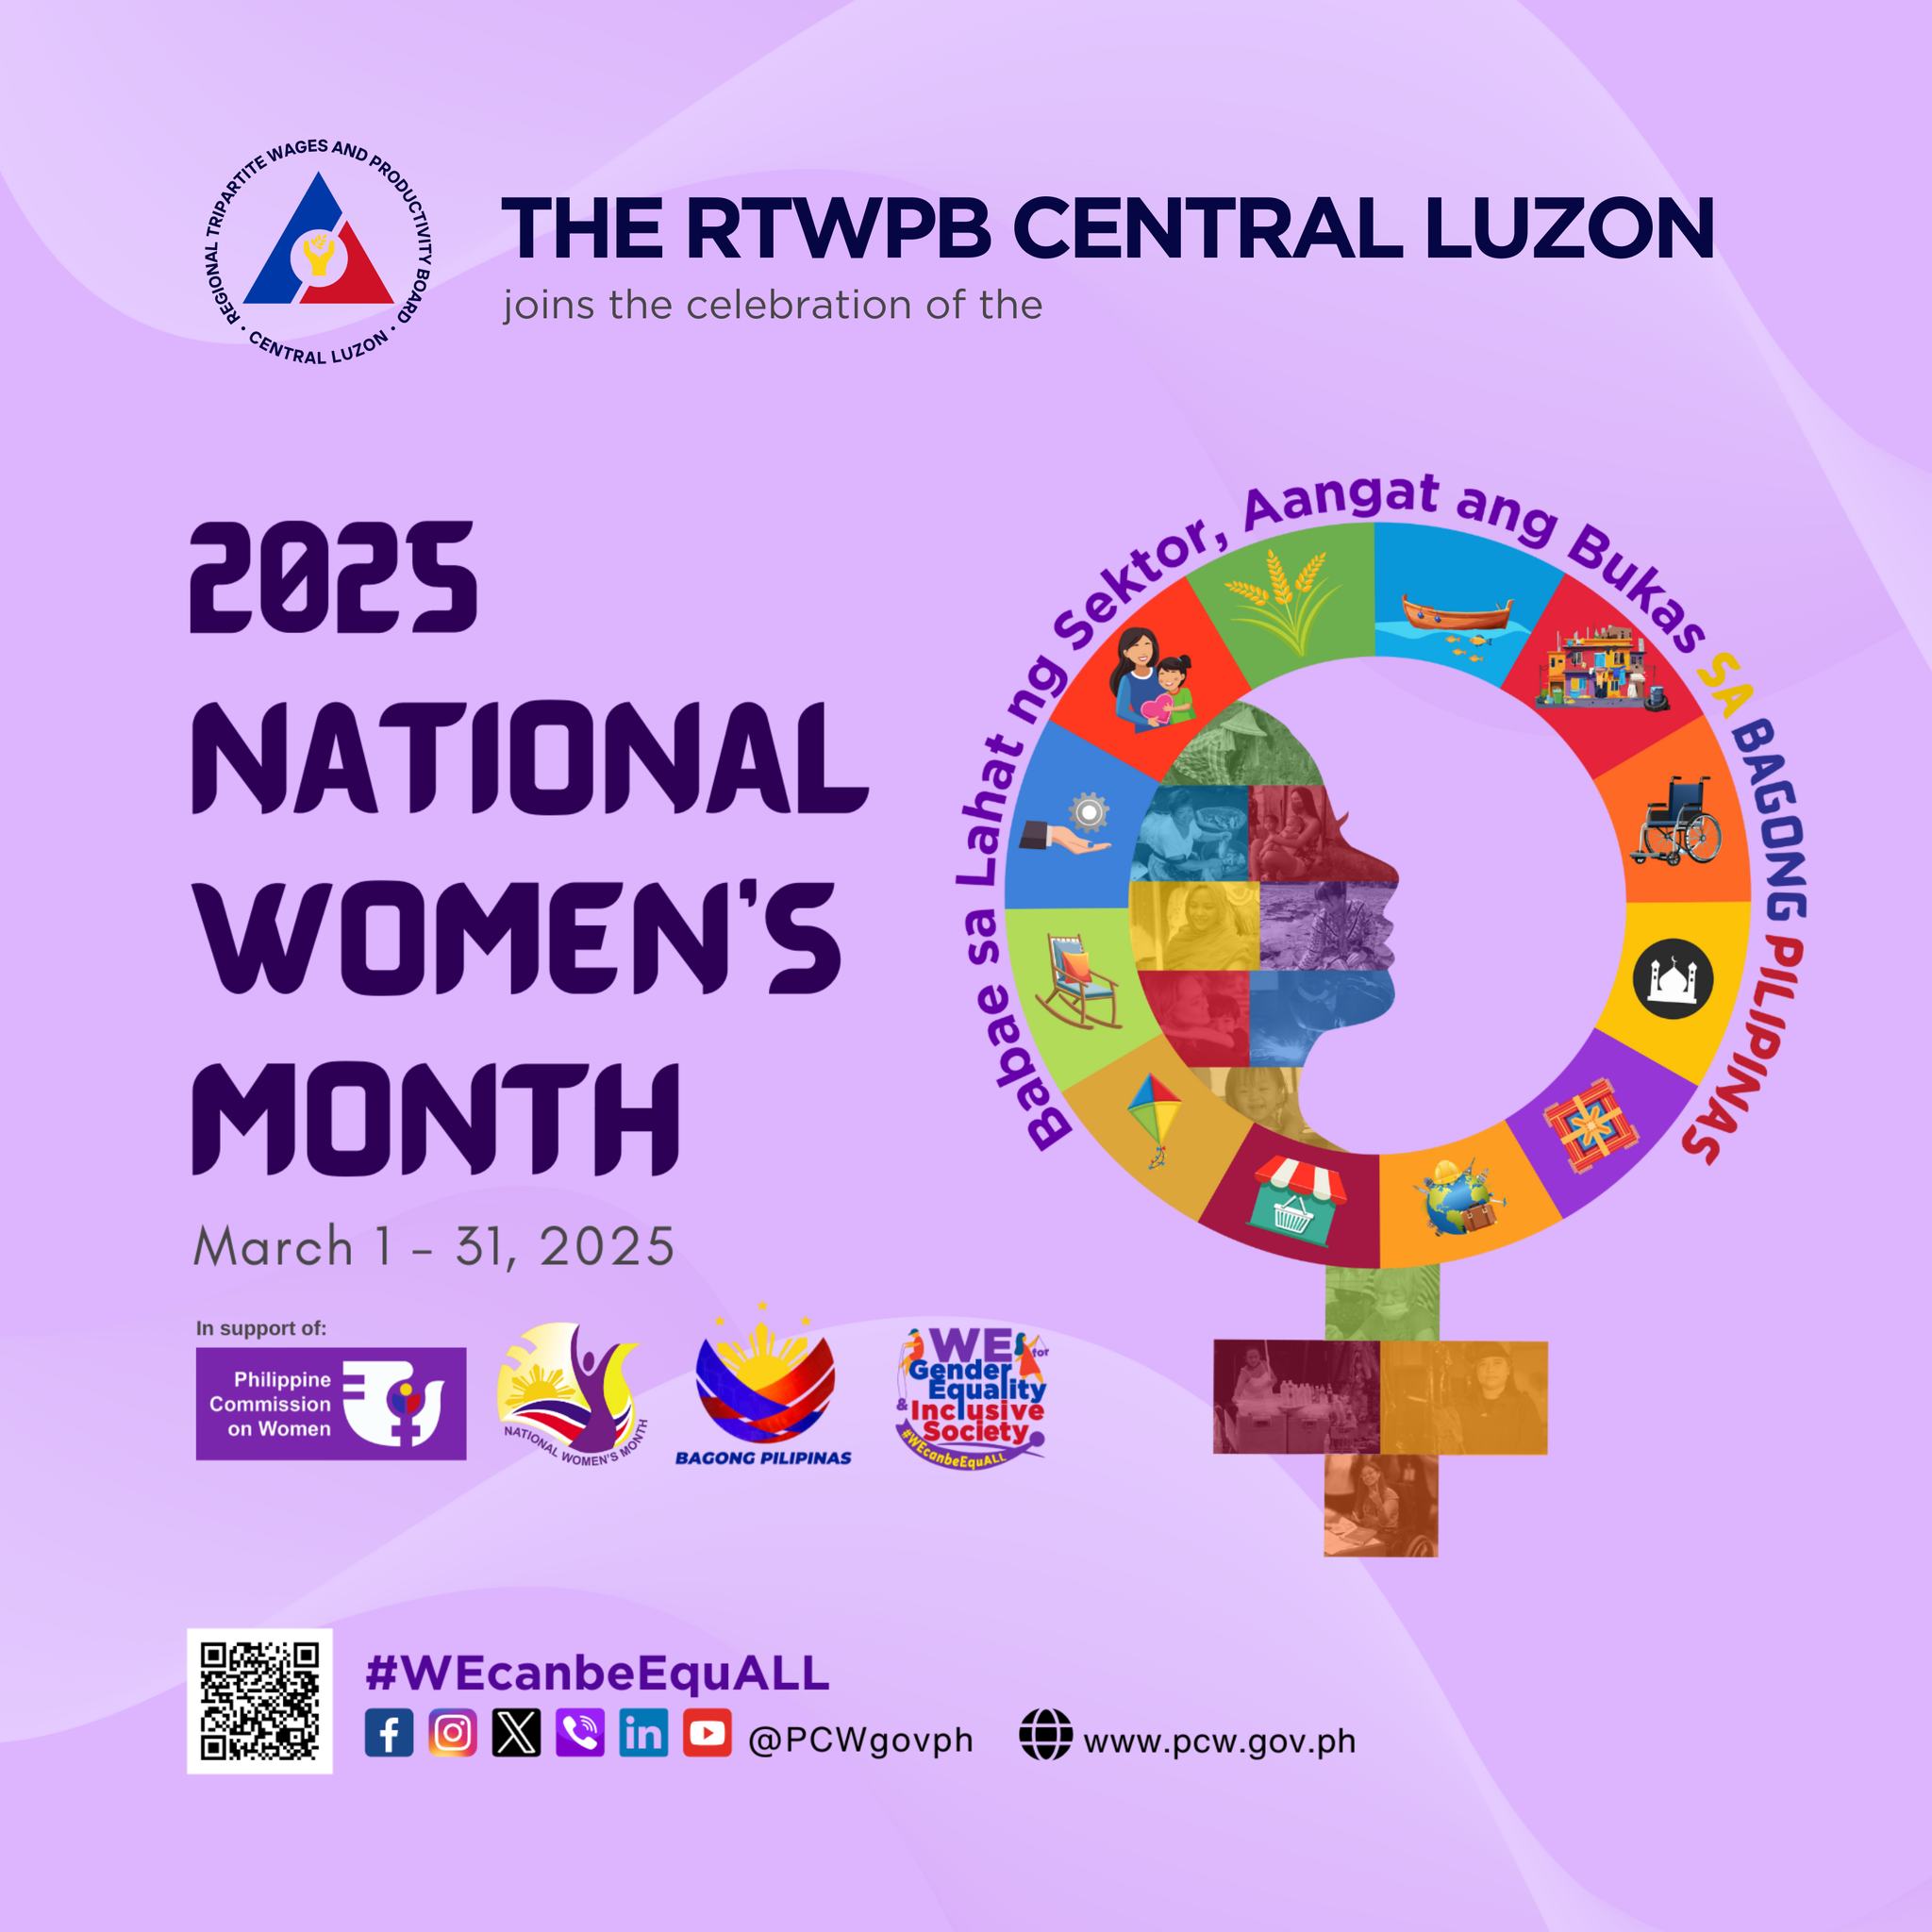 REGIONAL TRIPARTITE WAGES AND PRODUCTIVITY BOARD
• CENTRAL LUZON •
THE RTWPB CENTRAL LUZON
joins the celebration of the
2025
NATIONAL
WOMEN'S
MONTH
March 1 – 31, 2025
Babae sa Lahat ng Sektor, Aangat ang Bukas SA BAGONG PILIPINAS
In support of:
Philippine
Commission
on Women
NATIONAL WOMEN'S MONTH
BAGONG PILIPINAS
WE for
Gender
Equality
& Inclusive
Society
#WEcanbeEquALL
#WEcanbeEquALL
@PCWgovph
www.pcw.gov.ph